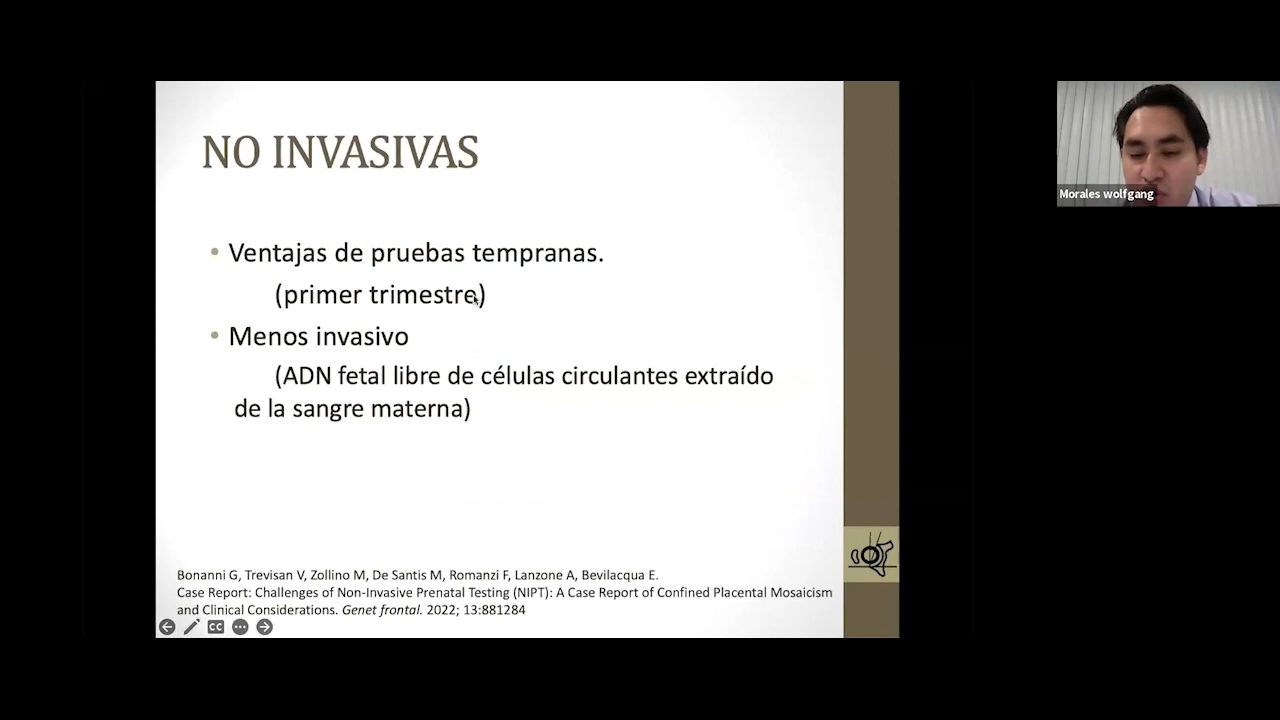 NO INVASIVAS
• Ventajas de pruebas tempranas.
(primer trimestre)
• Menos invasivo
(ADN fetal libre de células circulantes extraído
de la sangre materna)
Bonanni G, Trevisan V, Zollino M, De Santis M, Romanzi F, Lanzone A, Bevilacqua E.
Case Report: Challenges of Non-Invasive Prenatal Testing (NIPT): A Case Report of Confined Placental Mosaicism
and Clinical Considerations. Genet frontal. 2022; 13:881284
CC
Morales wolfgang